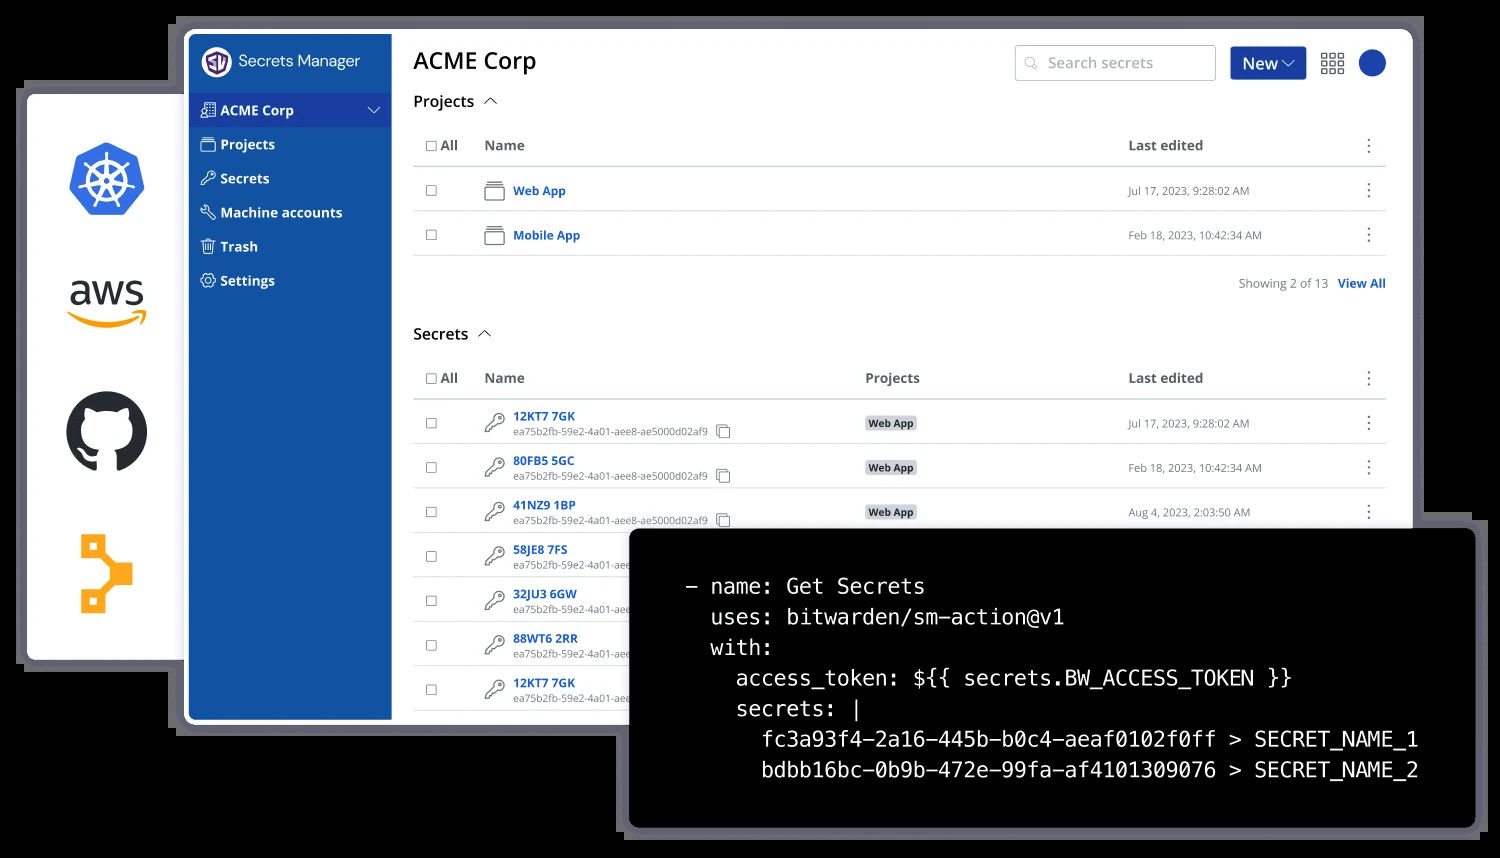 aws
Secrets Manager
ACME Corp
Projects
Secrets
Machine accounts
Trash
Settings
ACME Corp
Search secrets
New
Projects
All Name Last edited
Web App Jul 17, 2023, 9:28:02 AM
Mobile App Feb 18, 2023, 10:42:34 AM
Showing 2 of 13 View All
Secrets
All Name Projects Last edited
12KT7 7GK
ea75b2fb-59e2-4a01-aee8-ae5000d02af9
Web App Jul 17, 2023, 9:28:02 AM
80FB5 5GC
ea75b2fb-59e2-4a01-aee8-ae5000d02af9
Web App Feb 18, 2023, 10:42:34 AM
41NZ9 1BP
ea75b2fb-59e2-4a01-aee8-ae5000d02af9
Web App Aug 4, 2023, 2:03:50 AM
58JE8 7FS
ea75b2fb-59e2-4a01-aee
32JU3 6GW
ea75b2fb-59e2-4a01-aee
88WT6 2RR
ea75b2fb-59e2-4a01-aee
12KT7 7GK
ea75b2fb-59e2-4a01-aee
- name: Get Secrets
uses: bitwarden/sm-action@v1
with:
access_token: ${{ secrets.BW_ACCESS_TOKEN }}
secrets: |
fc3a93f4-2a16-445b-b0c4-aeaf0102f0ff > SECRET_NAME_1
bdbb16bc-0b9b-472e-99fa-af4101309076 > SECRET_NAME_2